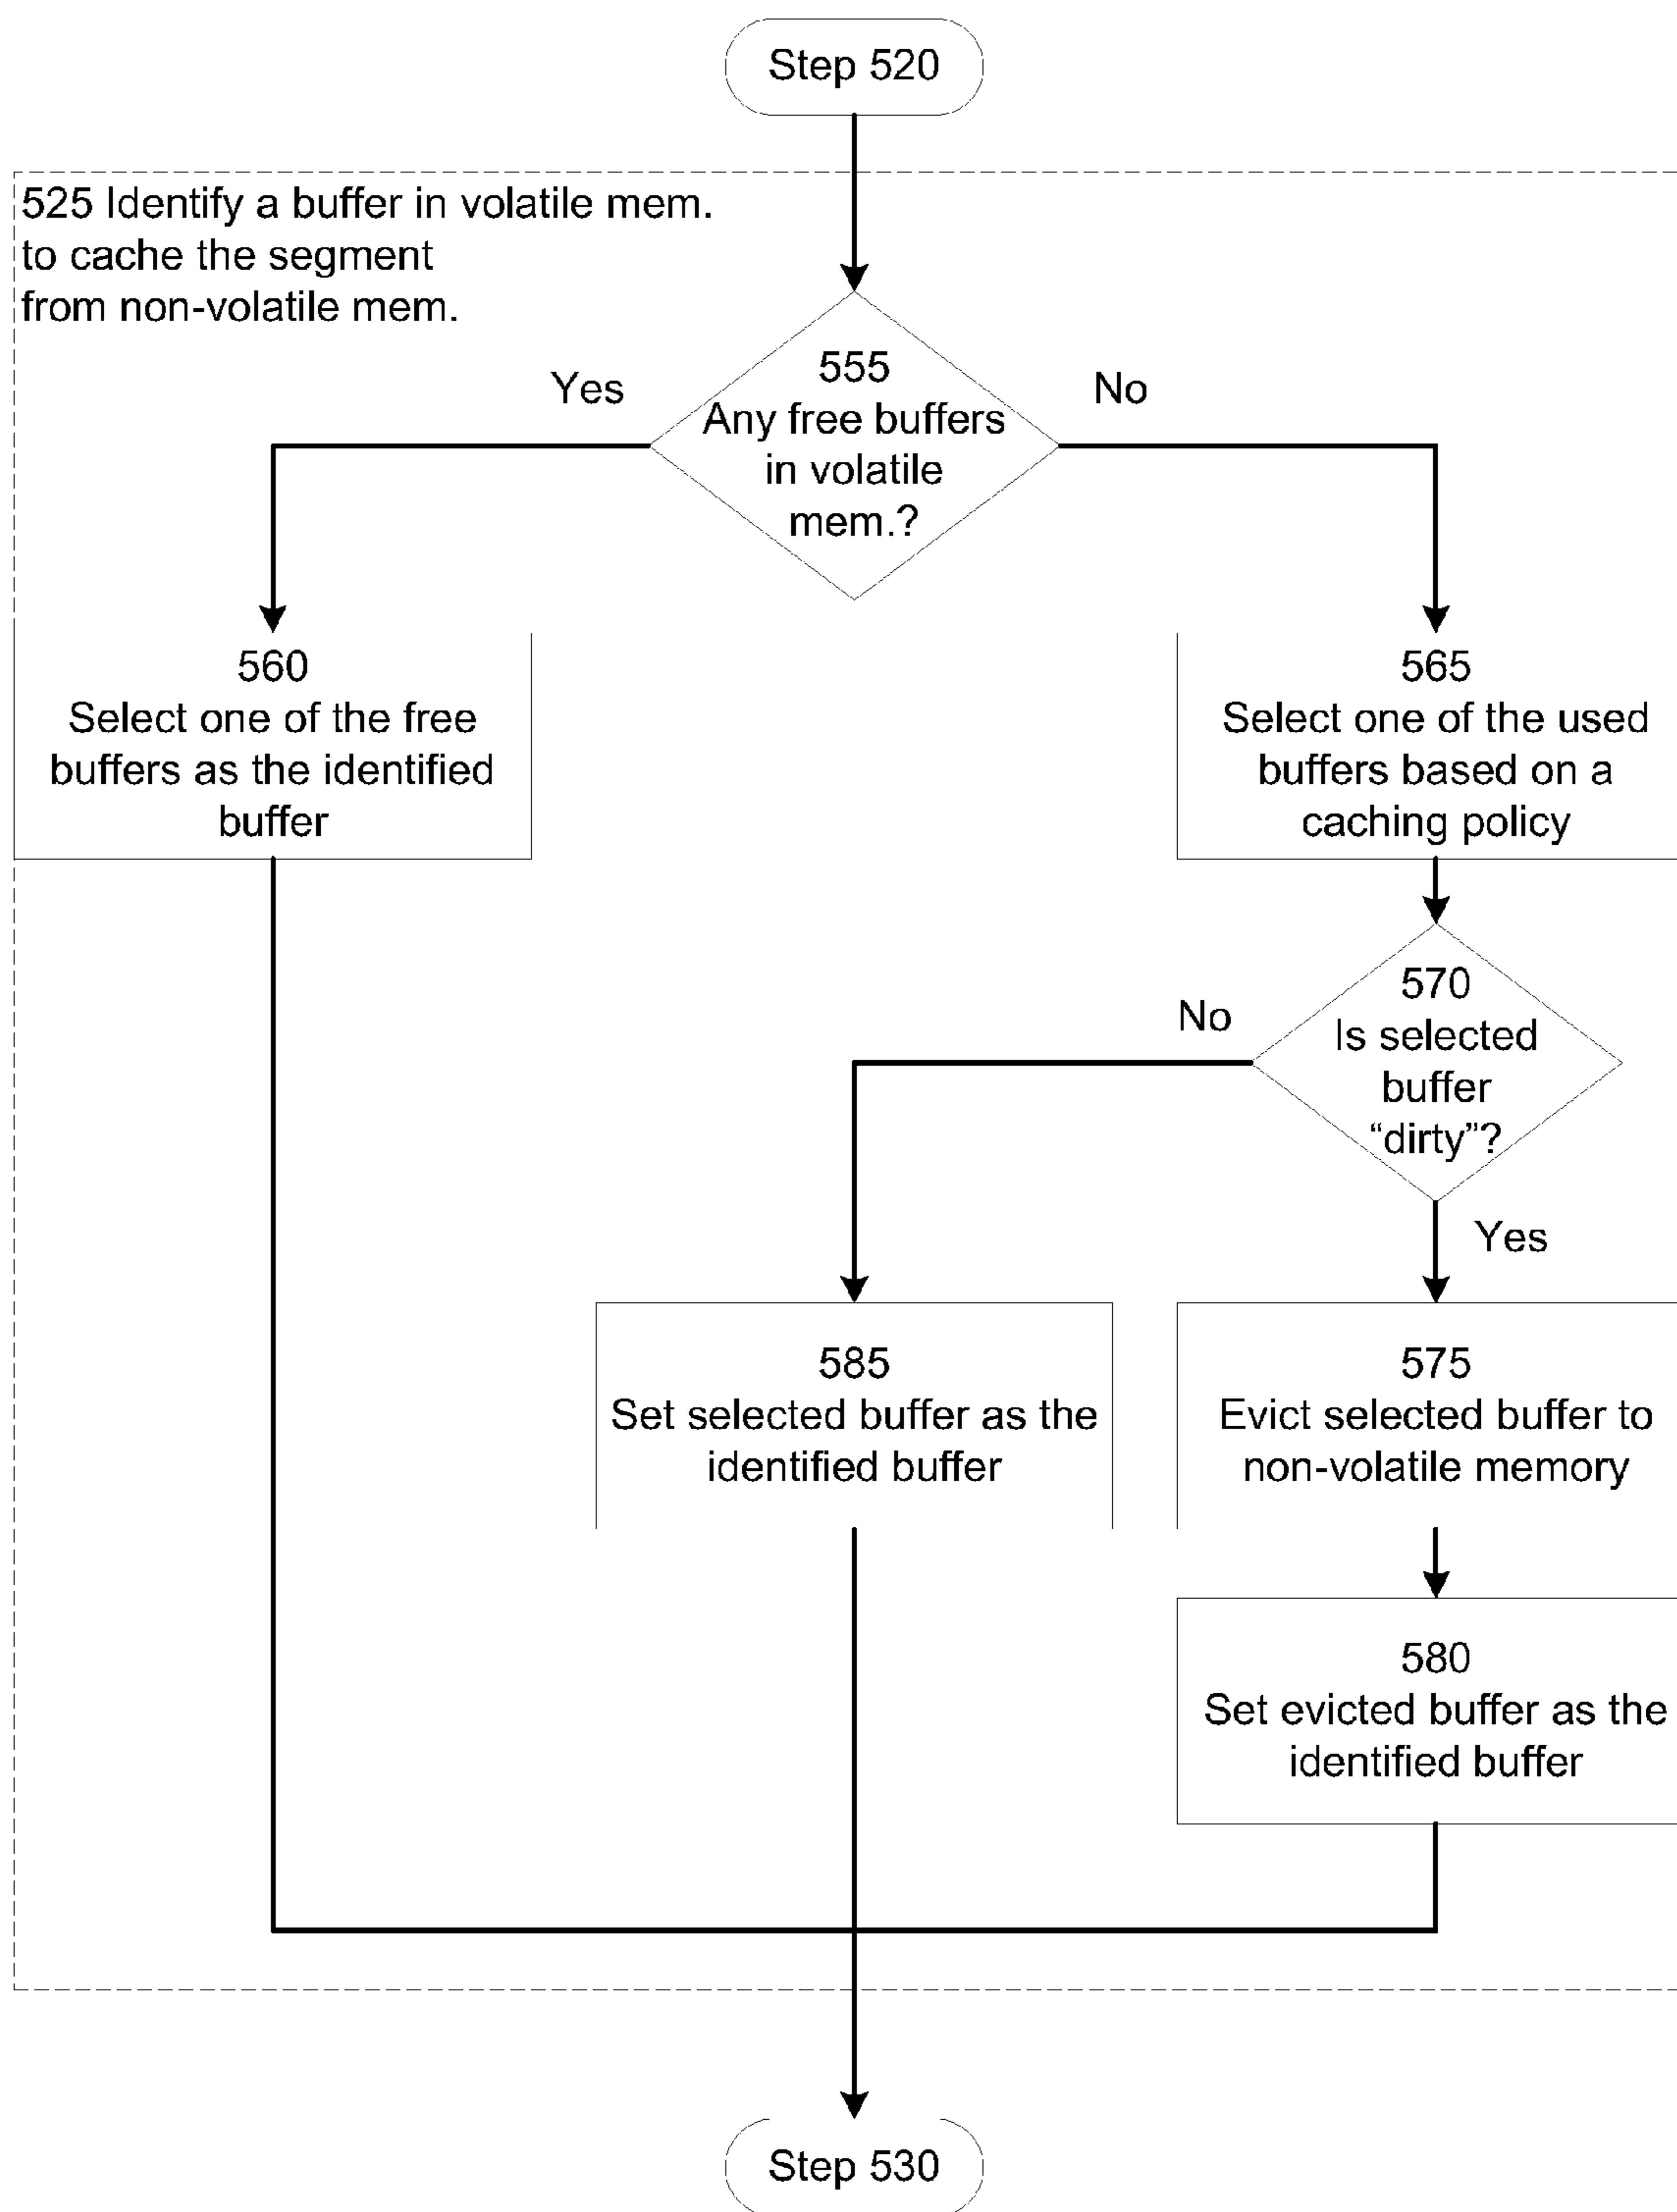 Step 520
525 Identify a buffer in volatile mem.
to cache the segment
from non-volatile mem.
Yes
555
Any free buffers
in volatile
mem.?
No
560
Select one of the free
buffers as the identified
buffer
565
Select one of the used
buffers based on a
caching policy
No
570
Is selected
buffer
“dirty”?
Yes
585
Set selected buffer as the
identified buffer
575
Evict selected buffer to
non-volatile memory
580
Set evicted buffer as the
identified buffer
Step 530